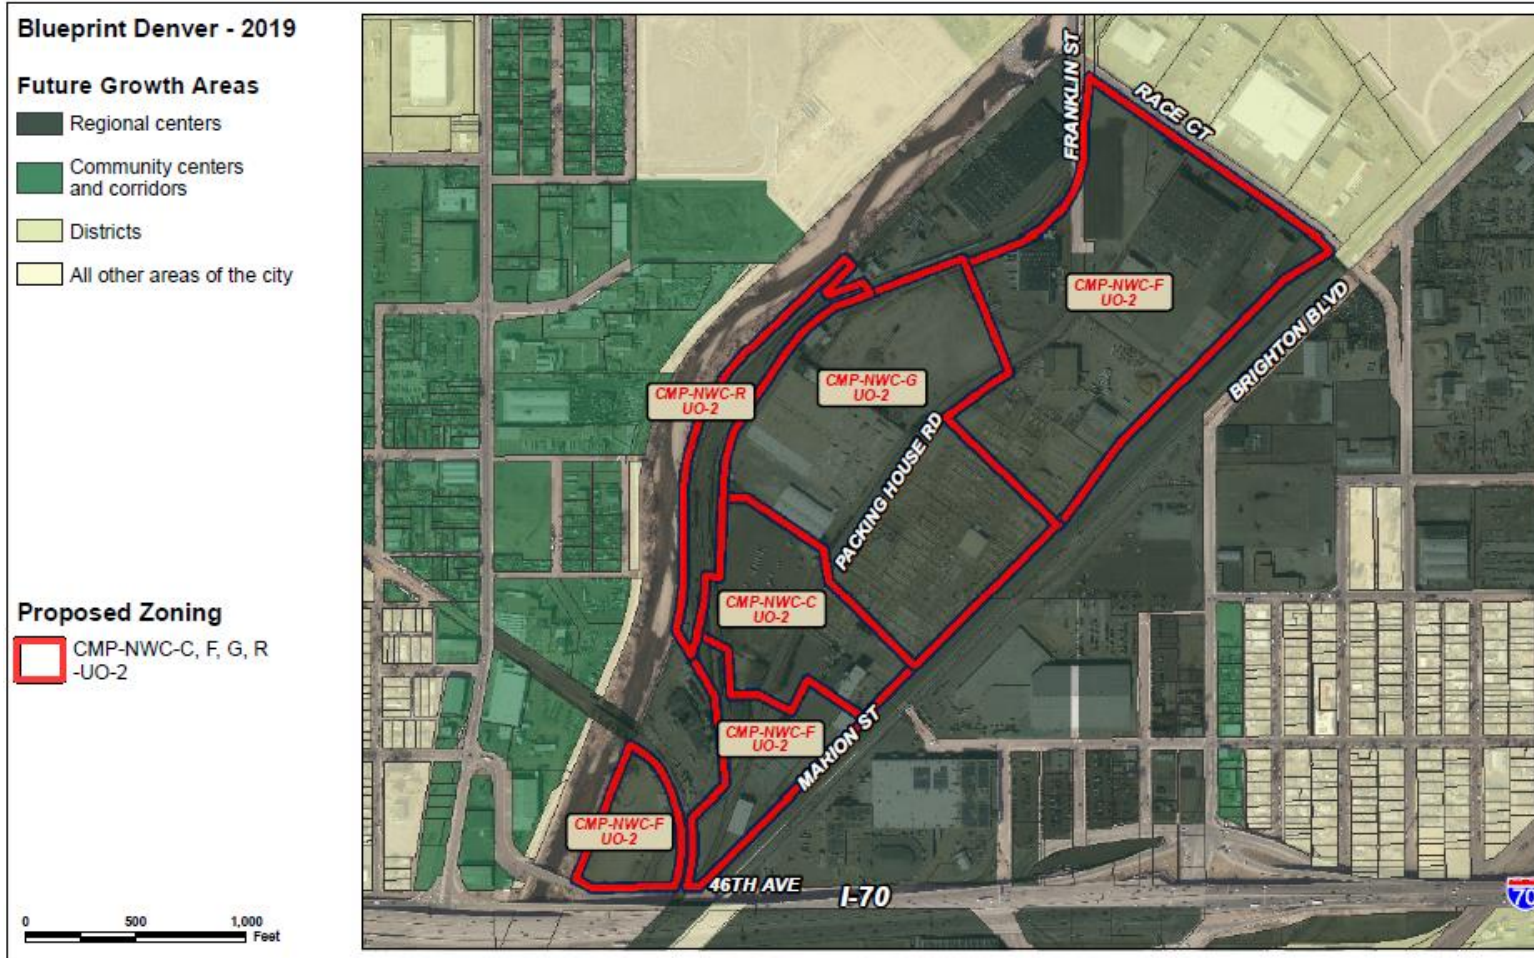 Blueprint Denver - 2019
Future Growth Areas
Regional centers
Community centers
and corridors
Districts
All other areas of the city
Proposed Zoning
CMP-NWC-C, F, G, R
-UO-2
0 500 1,000
Feet
FRANKLIN ST
RACE CT
CMP-NWC-F
UO-2
BRIGHTON BLVD
CMP-NWC-R
UO-2
CMP-NWC-G
UO-2
PACKING HOUSE RD
CMP-NWC-C
UO-2
CMP-NWC-F
UO-2
MARION ST
CMP-NWC-F
UO-2
46TH AVE
I-70
70